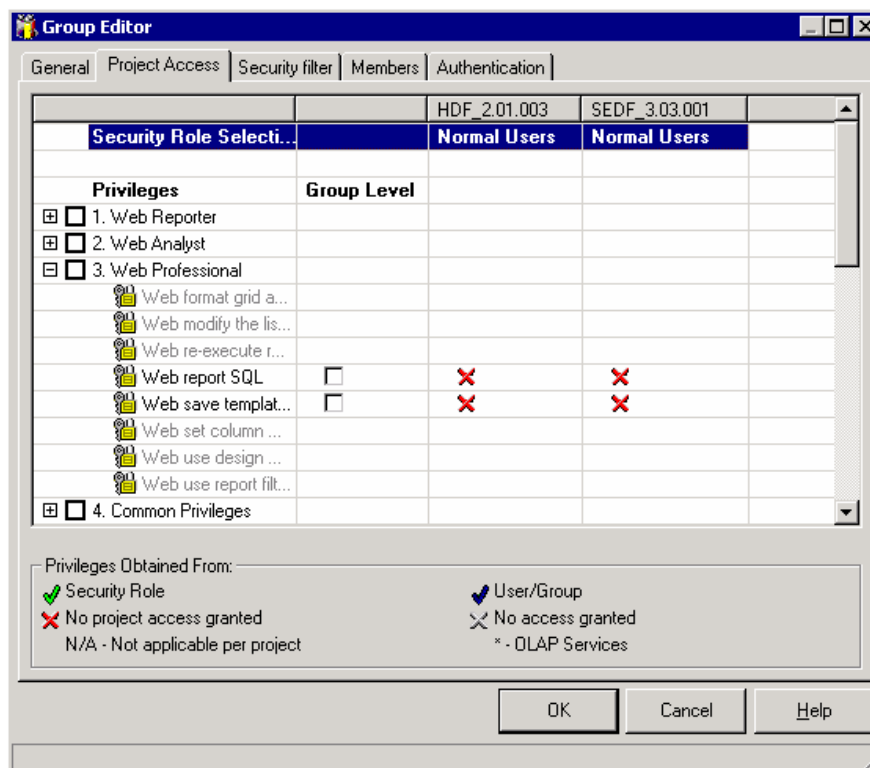 Group Editor
General Project Access Security filter Members Authentication
HDF_2.01.003 SEDF_3.03.001
Security Role Selecti... Normal Users Normal Users
Privileges Group Level
1. Web Reporter
2. Web Analyst
3. Web Professional
Web format grid a...
Web modify the lis...
Web re-execute r...
Web report SQL
Web save templat...
Web set column ...
Web use design ...
Web use report filt...
4. Common Privileges
Privileges Obtained From:
Security Role User/Group
No project access granted No access granted
N/A - Not applicable per project * - OLAP Services
OK Cancel Help